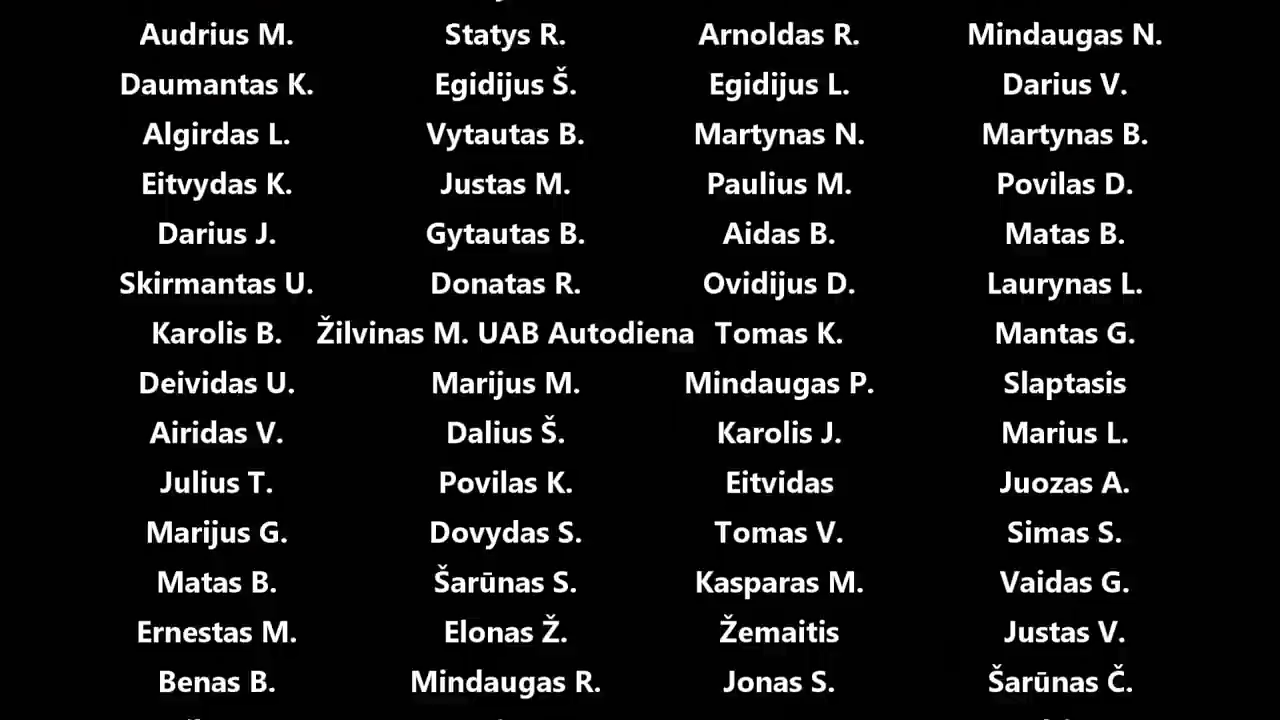 Audrius M. Statys R. Arnoldas R. Mindaugas N.
Daumantas K. Egidijus Š. Egidijus L. Darius V.
Algirdas L. Vytautas B. Martynas N. Martynas B.
Eitvydas K. Justas M. Paulius M. Povilas D.
Darius J. Gytautas B. Aidas B. Matas B.
Skirmantas U. Donatas R. Ovidijus D. Laurynas L.
Karolis B. Žilvinas M. UAB Autodiena Tomas K. Mantas G.
Deividas U. Marijus M. Mindaugas P. Slaptasis
Airidas V. Dalius Š. Karolis J. Marius L.
Julius T. Povilas K. Eitvidas Juozas A.
Marijus G. Dovydas S. Tomas V. Simas S.
Matas B. Šarūnas S. Kasparas M. Vaidas G.
Ernestas M. Elonas Ž. Žemaitis Justas V.
Benas B. Mindaugas R. Jonas S. Šarūnas Č.